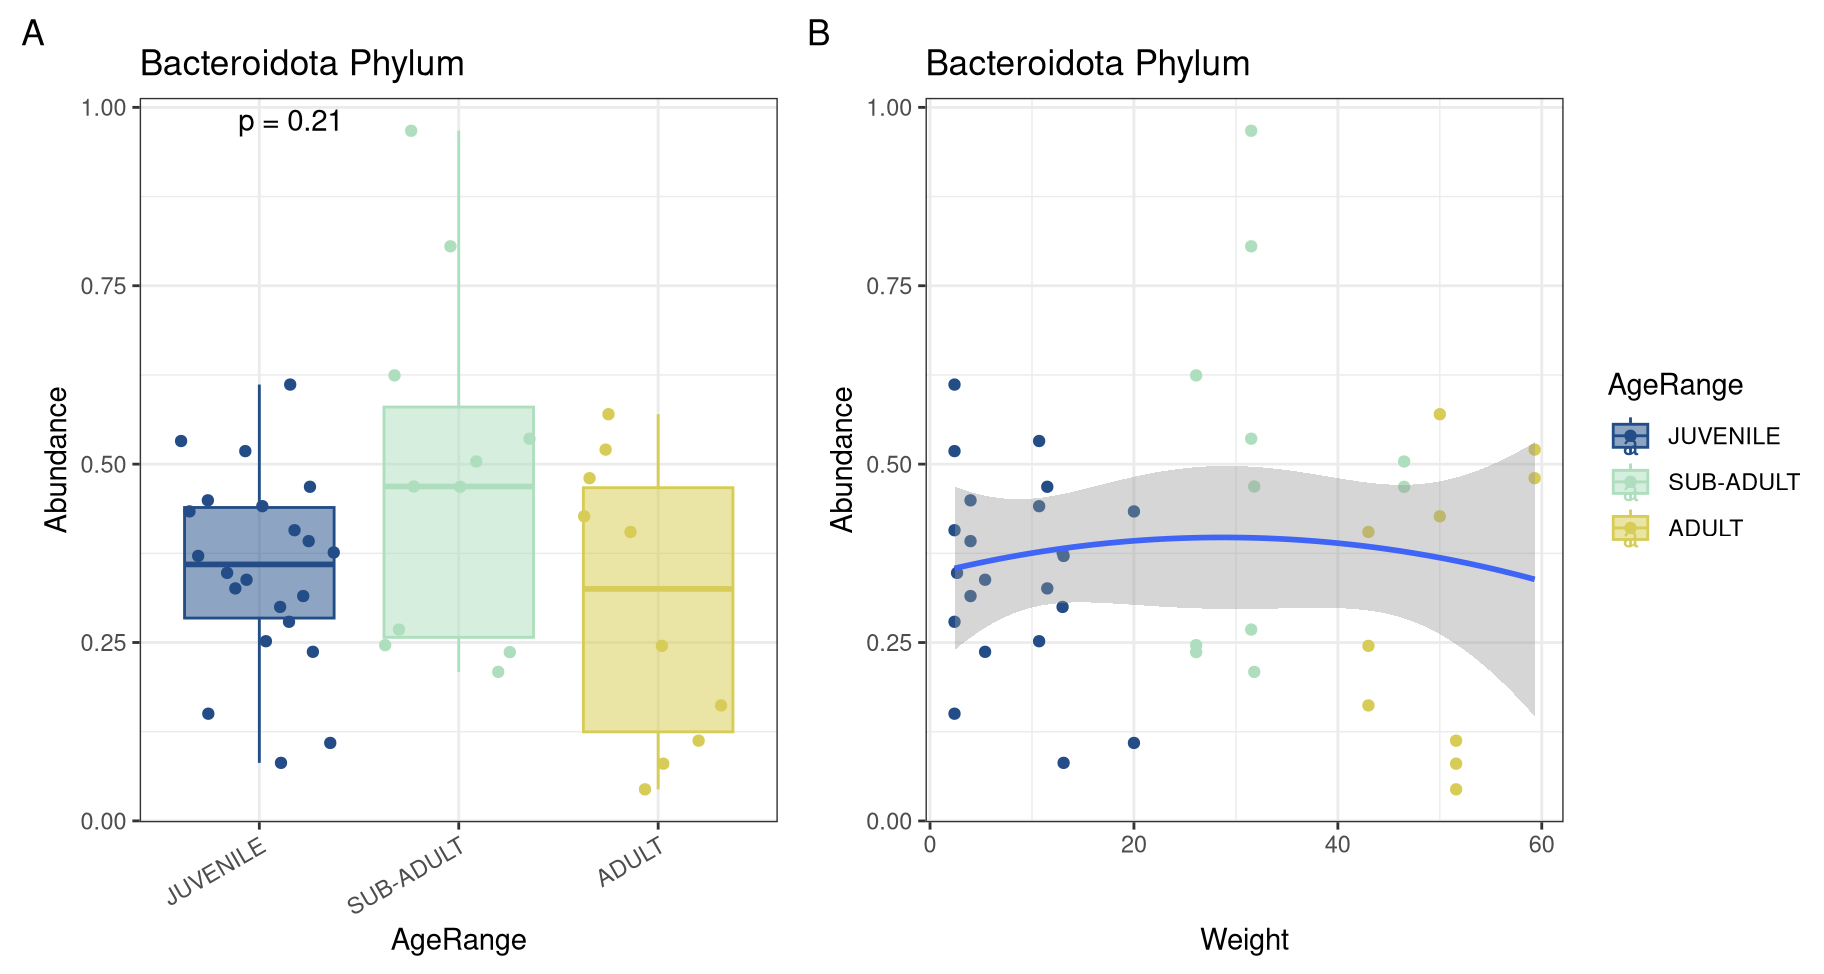 A
Bacteroidota Phylum
p = 0.21
1.00
0.75
0.50
0.25
0.00
Abundance
JUVENILE
SUB-ADULT
ADULT
AgeRange
B
Bacteroidota Phylum
1.00
0.75
0.50
0.25
0.00
Abundance
0 20 40 60
Weight
AgeRange
a JUVENILE
a SUB-ADULT
a ADULT